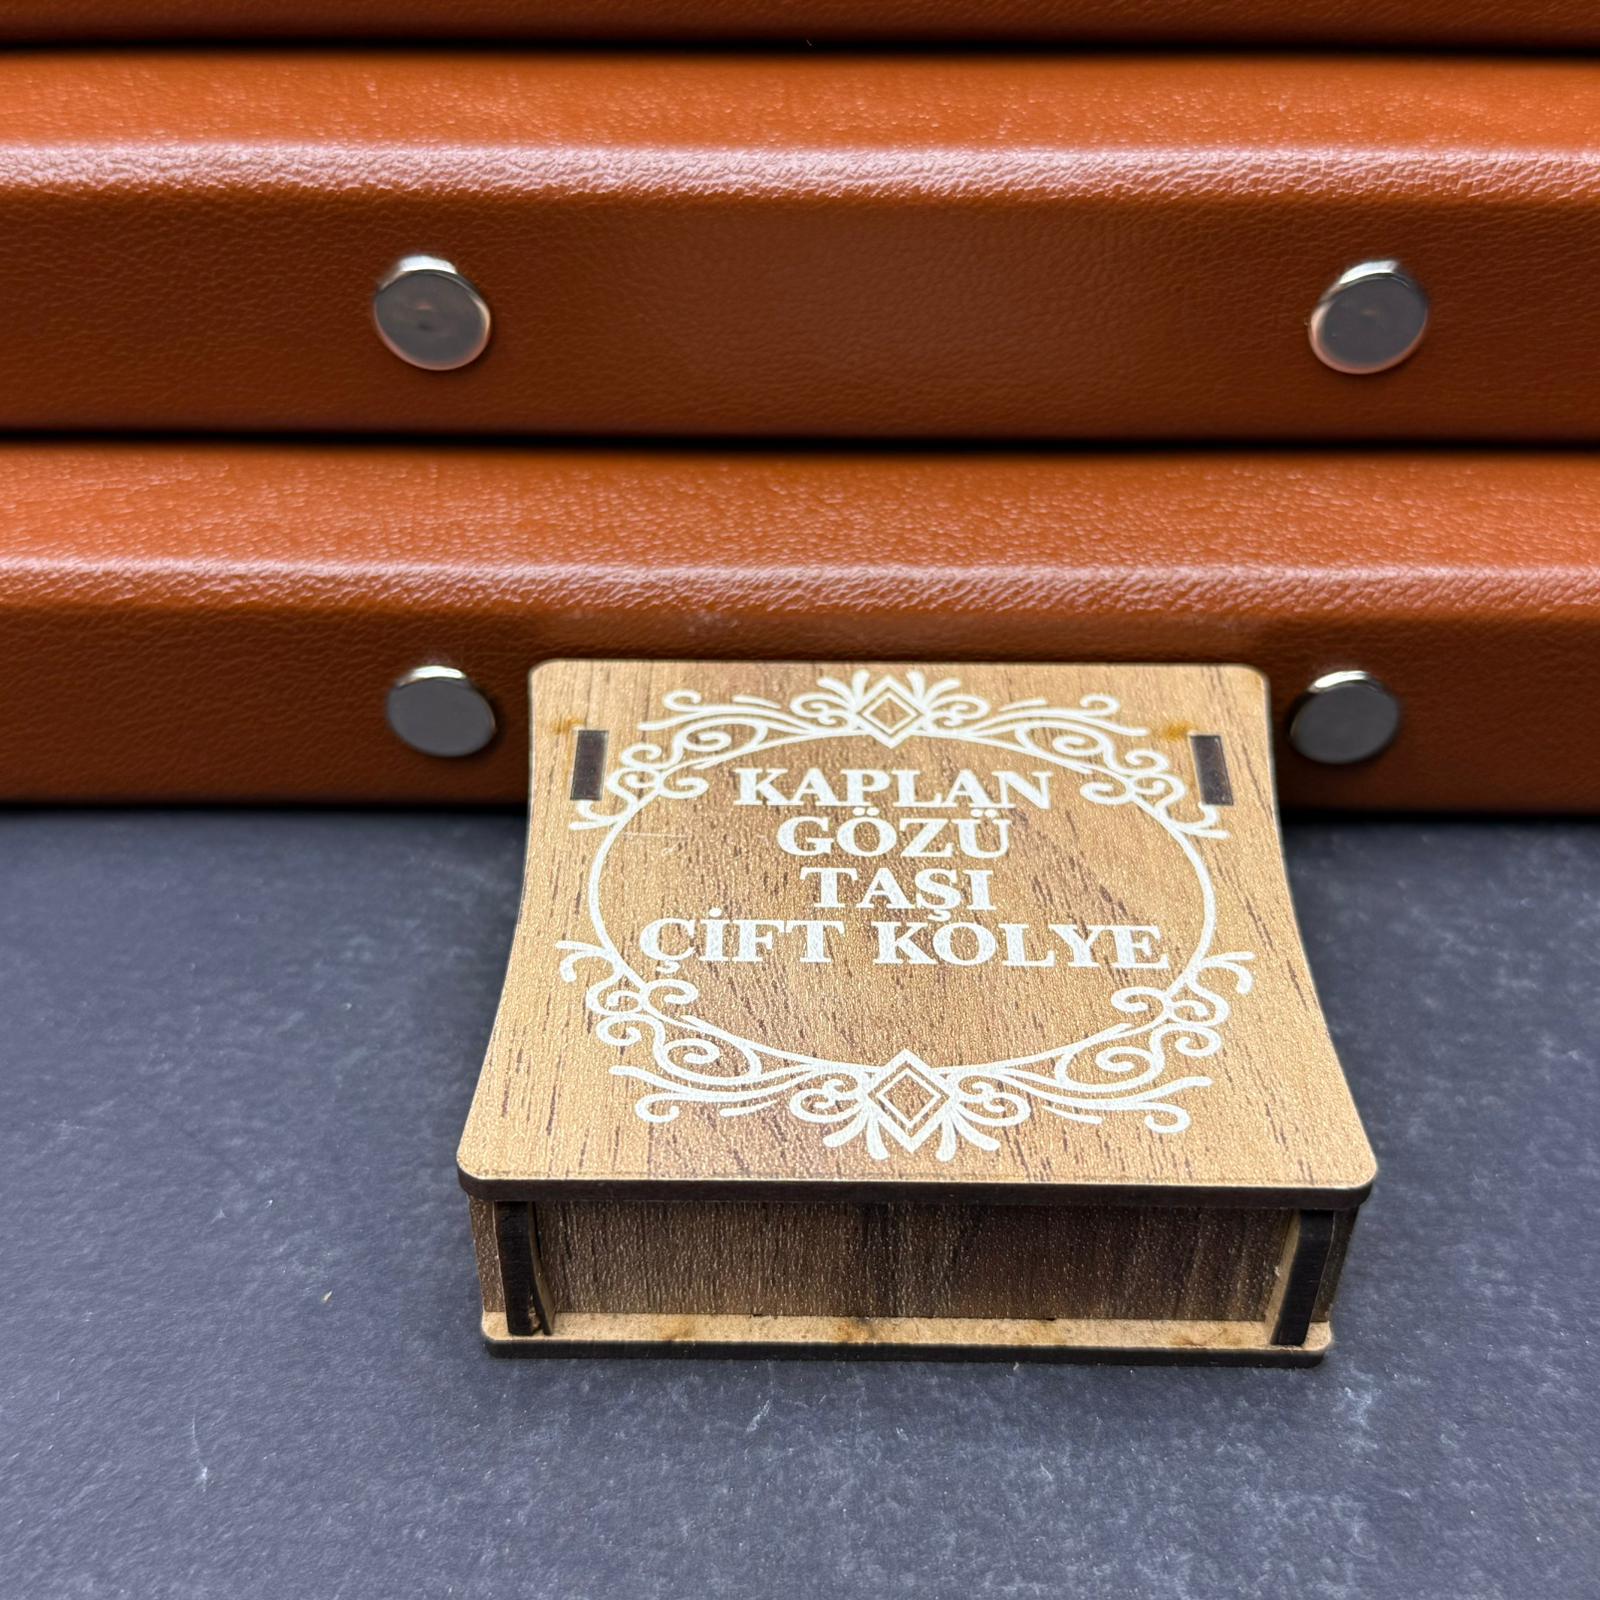 KAPLAN
GÖZÜ
TAŞI
ÇİFT KOLYE